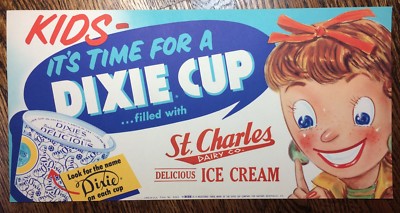 KIDS-
IT'S TIME FOR A
DIXIE CUP
...filled with
St. Charles
DAIRY CO.
DELICIOUS ICE CREAM
DIXIES
DELICIOUS
Look for the name
"Dixie"
on each cup